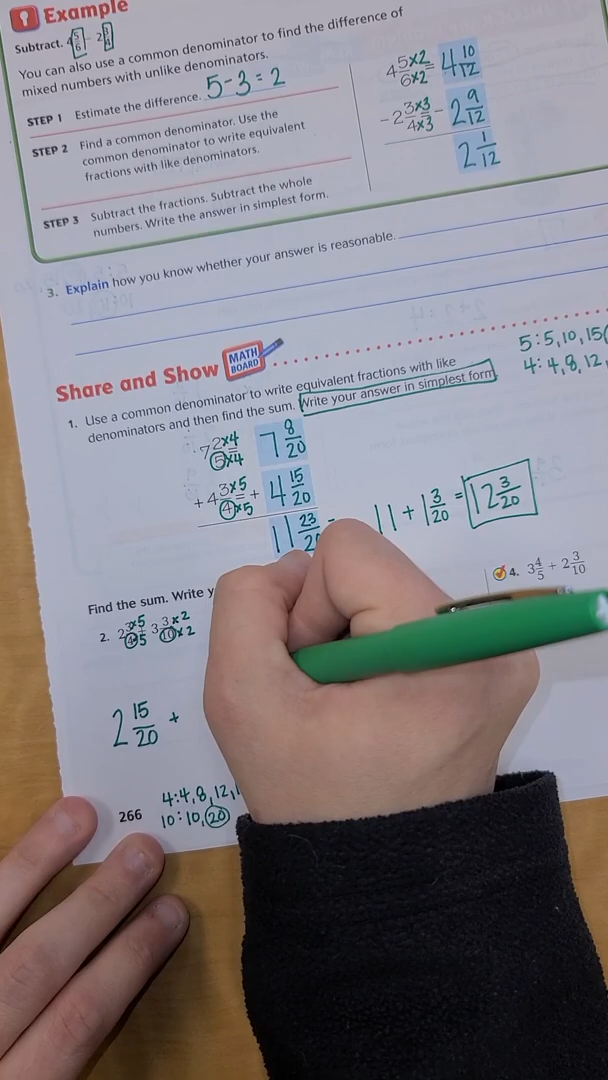 Example
Subtract. 4 5/6 - 2 3/4
You can also use a common denominator to find the difference of
mixed numbers with unlike denominators.
STEP 1 Estimate the difference. 5-3=2
STEP 2 Find a common denominator. Use the
common denominator to write equivalent
fractions with like denominators.
STEP 3 Subtract the fractions. Subtract the whole
numbers. Write the answer in simplest form.
4 5×2/6×2 = 4 10/12
- 2 3×3/4×3 = - 2 9/12
2 1/12
3. Explain how you know whether your answer is reasonable.
Share and Show MATH BOARD
5:5,10,15
4:4,8,12,
1. Use a common denominator to write equivalent fractions with like
denominators and then find the sum. Write your answer in simplest form.
7 2×4/5×4 = 7 8/20
+ 4 3×5/4×5 = + 4 15/20
11 23/20 = 11 + 1 3/20 = 12 3/20
Find the sum. Write
2. 2 3×5/4×5 + 3 3×2/10×2
4. 3 4/5 + 2 3/10
2 15/20 +
4:4,8,12,
10:10,20
266